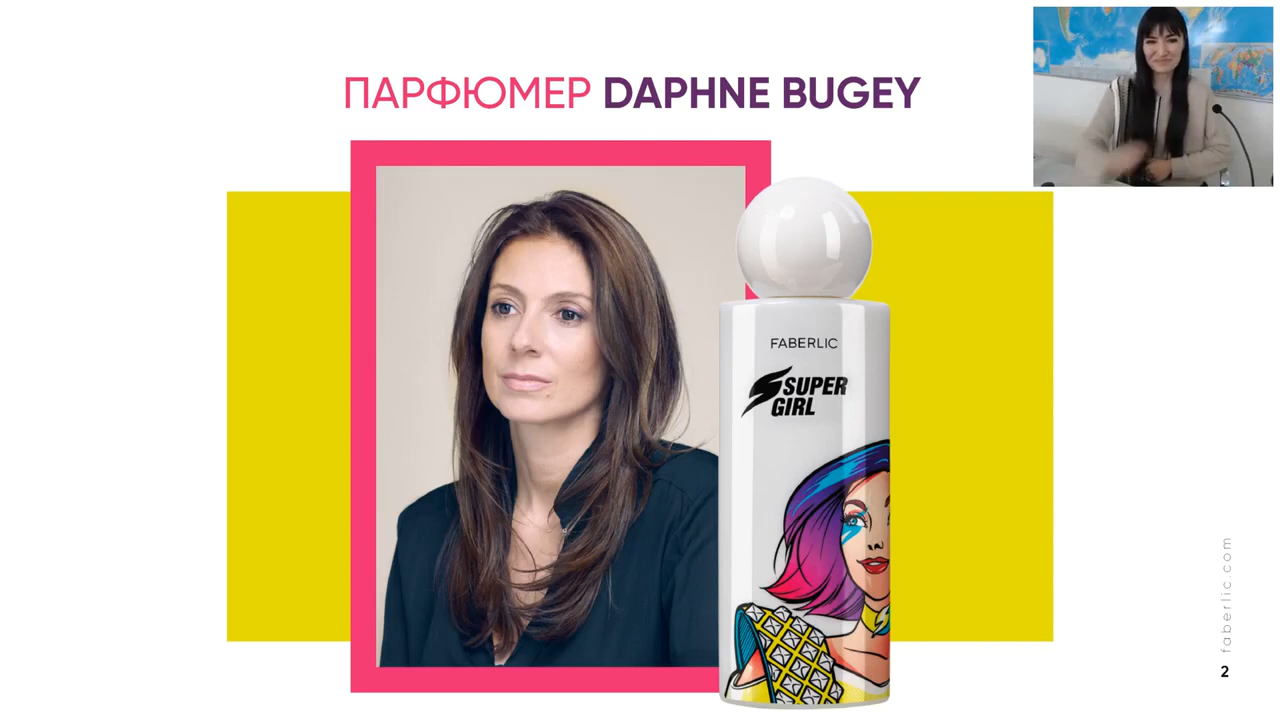 ПАРФЮМЕР DAPHNE BUGEY
FABERLIC
SUPER
GIRL
faberlic.com
2